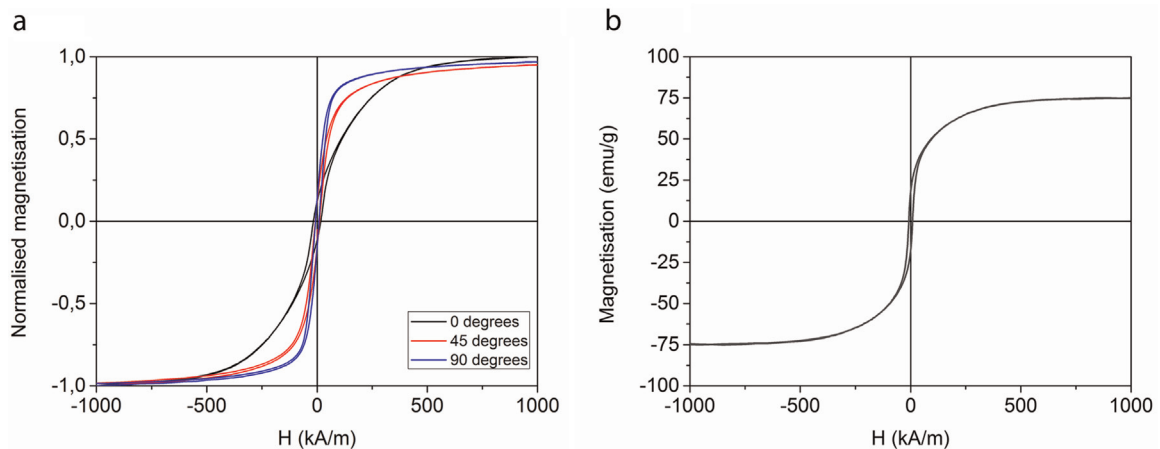 a
1,0
0,5
0,0
-0,5
-1,0
Normalised magnetisation
-1000
-500
0
500
1000
H (kA/m)
0 degrees
45 degrees
90 degrees
b
100
75
50
25
0
-25
-50
-75
-100
Magnetisation (emu/g)
-1000
-500
0
500
1000
H (kA/m)